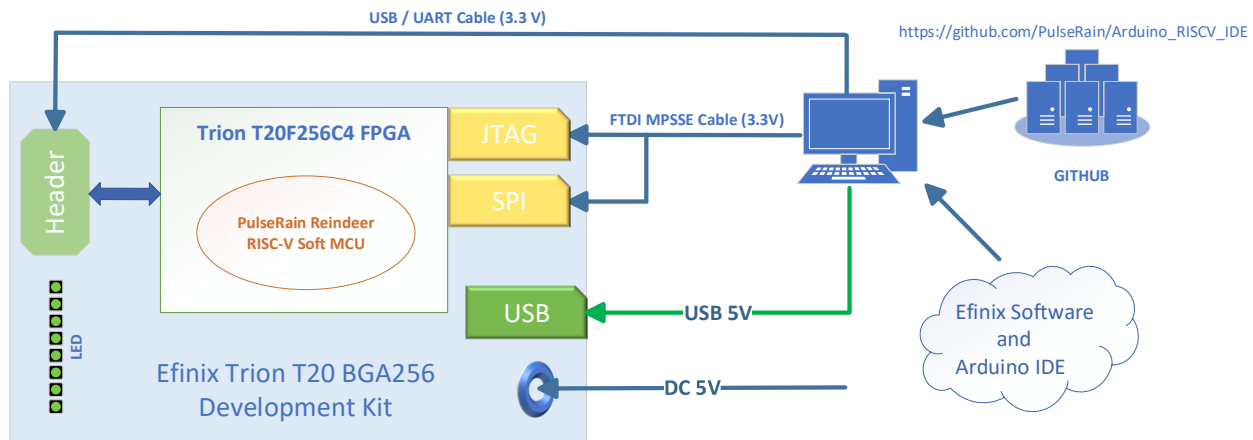 USB / UART Cable (3.3 V)
https://github.com/PulseRain/Arduino_RISCV_IDE
Trion T20F256C4 FPGA
JTAG
FTDI MPSSE Cable (3.3V)
Header
SPI
GITHUB
PulseRain Reindeer
RISC-V Soft MCU
USB
USB 5V
Efinix Software
and
Arduino IDE
LED
Efinix Trion T20 BGA256
Development Kit
DC 5V